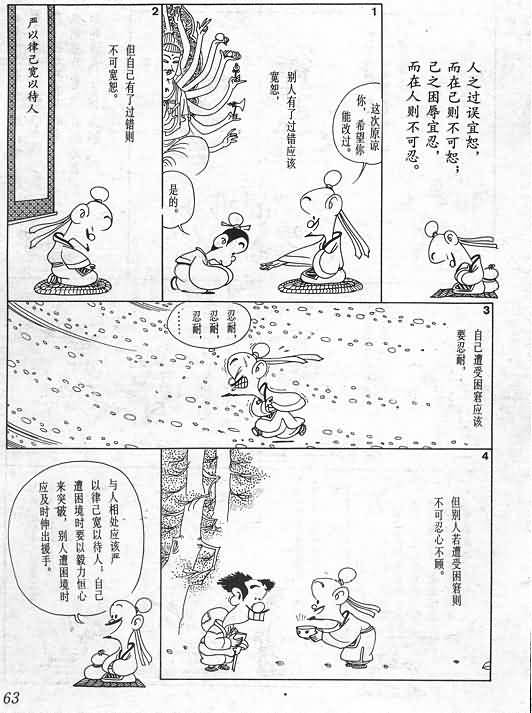 人之过误宜恕，
而在己则不可恕；
己之困辱宜忍，
而在人则不可忍。
1
这次原谅
你，希望你
能改过。
别人有了过错应该
宽恕，
是的。
2
但自己有了过错则
不可宽恕。
严以律己宽以待人
3
自己遭受困窘应该
要忍耐，
忍耐，
忍耐，
忍耐，
……
4
但别人若遭受困窘则
不可忍心不顾。
与人相处应该严
以律己宽以待人，自己
遭困境时要以毅力恒心
来突破，别人遭困境时
应及时伸出援手。
63